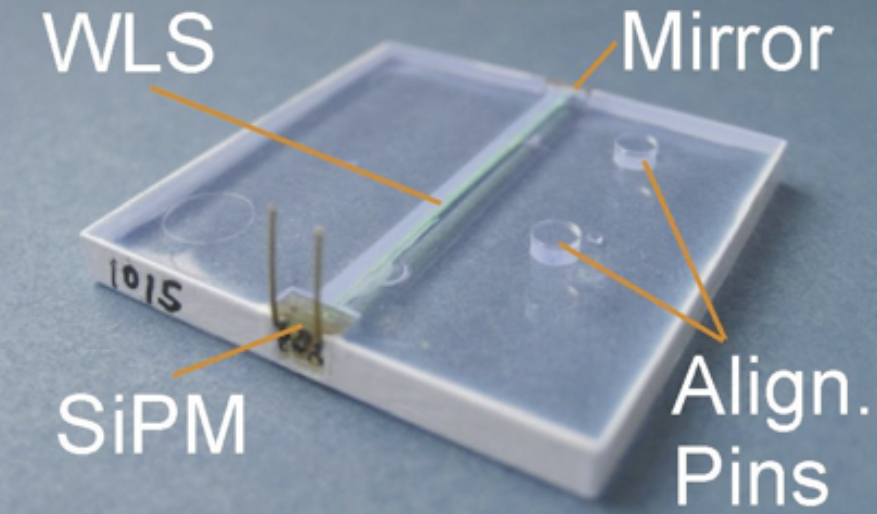 WLS
Mirror
1015
SiPM
Align.
Pins